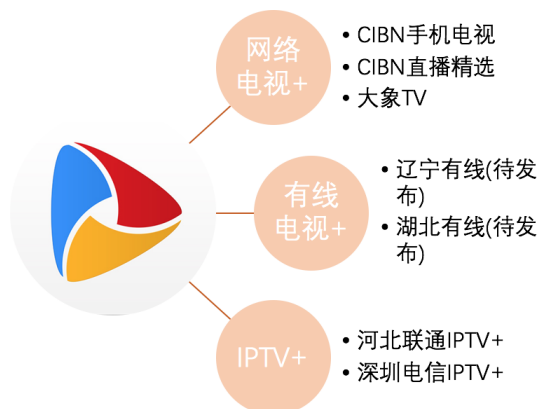 网络
电视+
• CIBN手机电视
• CIBN直播精选
• 大象TV
有线
电视+
• 辽宁有线(待发
布)
• 湖北有线(待发
布)
IPTV+
• 河北联通IPTV+
• 深圳电信IPTV+